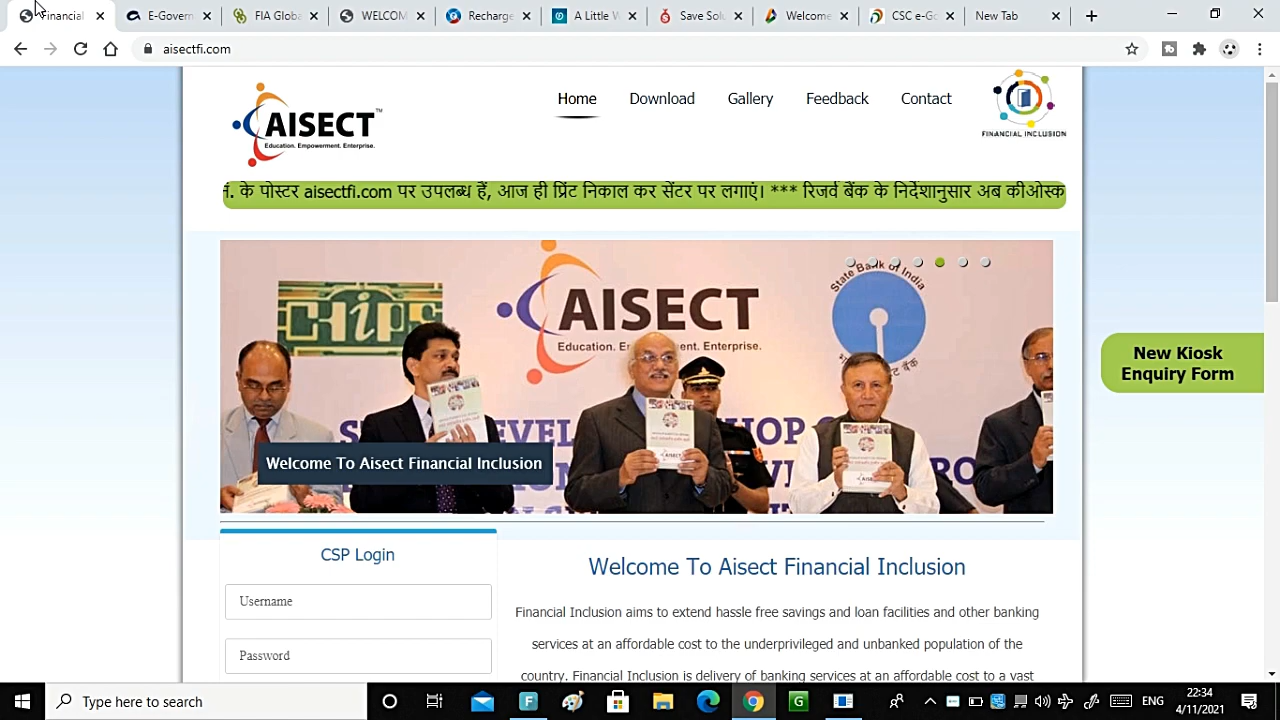 Financial
E-Govern
FIA Globa
WELCOM
Recharge
A Little W
Save Solu
Welcome
CSC e-Go
New Tab
aisectfi.com
AISECT™
Education. Empowerment. Enterprise.
Home Download Gallery Feedback Contact
FINANCIAL INCLUSION
के पोस्टर aisectfi.com पर उपलब्ध हैं, आज ही प्रिंट निकाल कर सेंटर पर लगाएं। *** रिजर्व बैंक के निर्देशानुसार अब कीओस्क
CHiPS
AISECT
Education. Empowerment. Enterprise.
State Bank of India
New Kiosk
Enquiry Form
Welcome To Aisect Financial Inclusion
CSP Login
Username
Password
Welcome To Aisect Financial Inclusion
Financial Inclusion aims to extend hassle free savings and loan facilities and other banking
services at an affordable cost to the underprivileged and unbanked population of the
country. Financial Inclusion is delivery of banking services at an affordable cost to a vast
Type here to search
ENG
22:34
4/11/2021